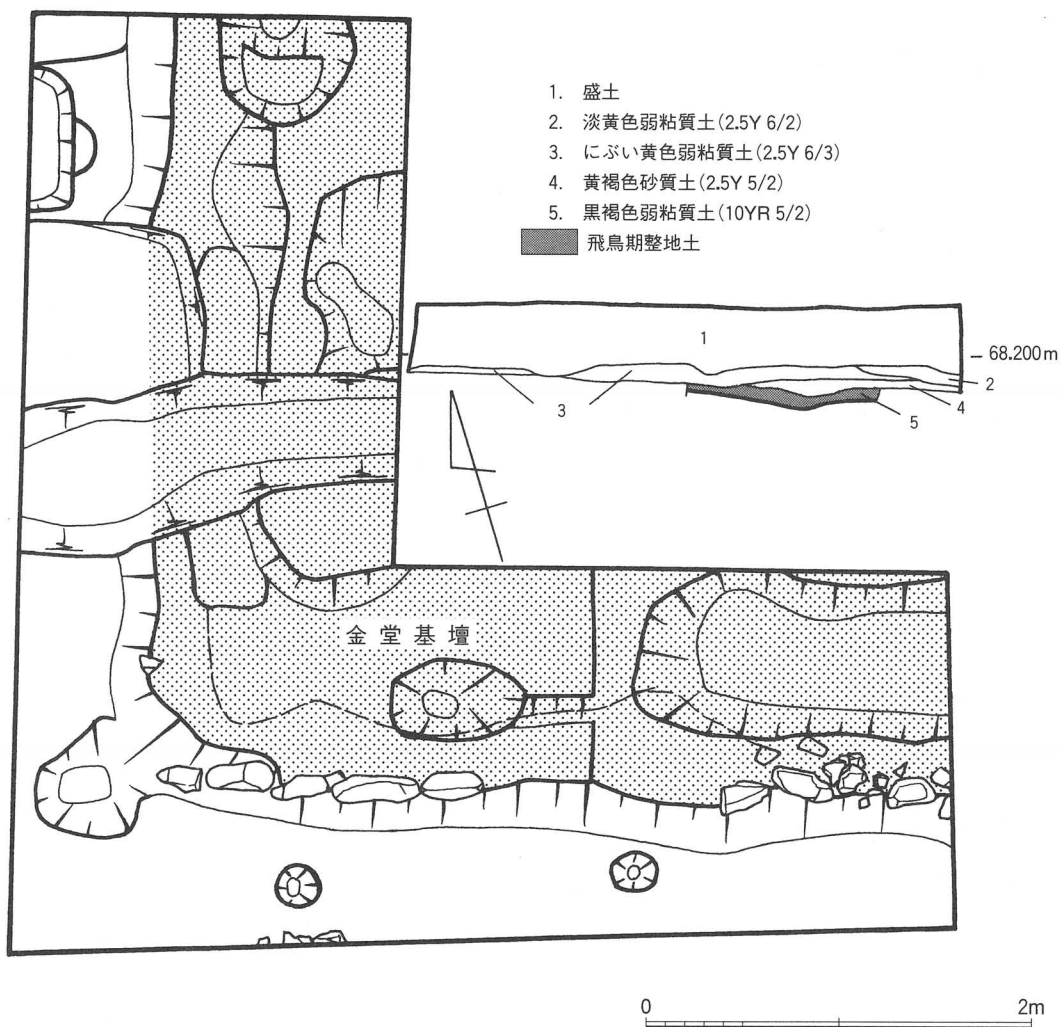 1. 盛土
2. 淡黄色弱粘質土(2.5Y 6/2)
3. にぶい黄色弱粘質土(2.5Y 6/3)
4. 黄褐色砂質土(2.5Y 5/2)
5. 黒褐色弱粘質土(10YR 5/2)
飛鳥期整地土
1
68.200m
2
3
4
5
金堂基壇
0
2m